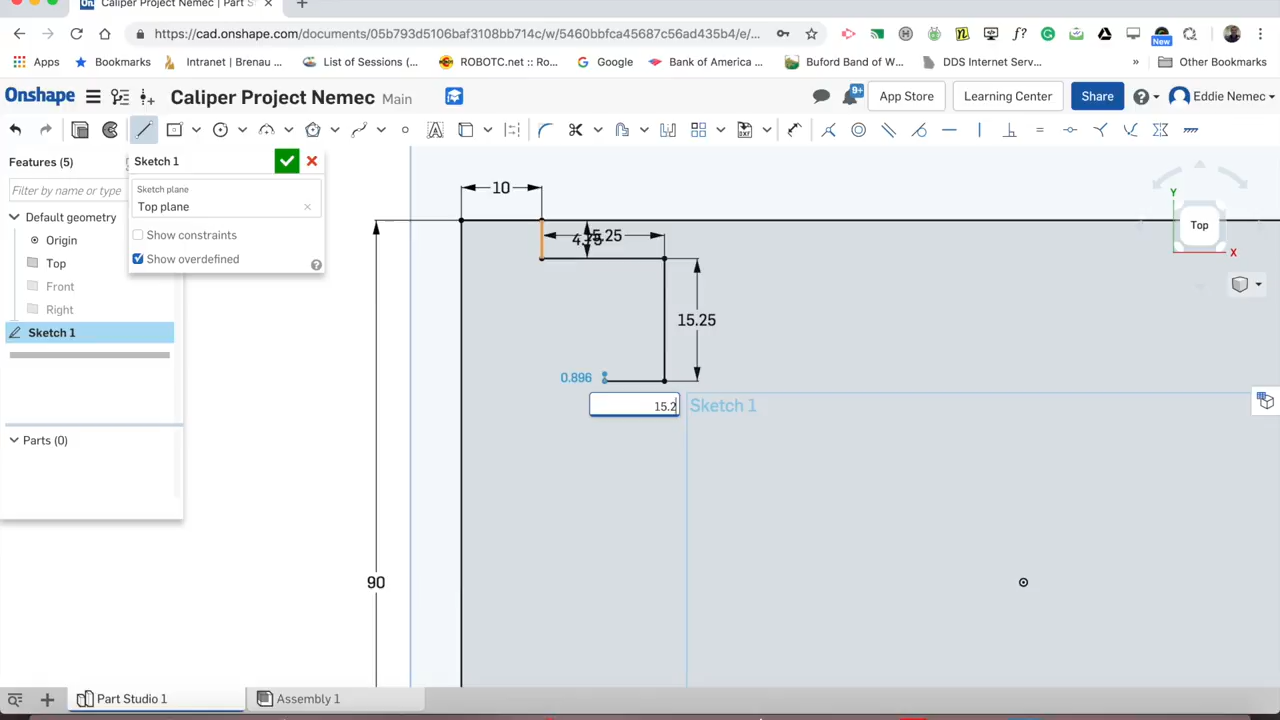 Caliper Project Nemec | Part S
https://cad.onshape.com/documents/05b793d5106baf3108bb714c/w/5460bbfca45687c56ad435b4/e/...
New
Apps Bookmarks Intranet | Brenau ... List of Sessions (... ROBOTC.net :: Ro... Google Bank of America ... Buford Band of W... DDS Internet Serv... » Other Bookmarks
Onshape Caliper Project Nemec Main 9+ App Store Learning Center Share Eddie Nemec
Features (5)
Filter by name or type
Default geometry
Origin
Top
Front
Right
Sketch 1
Parts (0)
Sketch 1
Sketch plane
Top plane
Show constraints
Show overdefined
10
15.25
15.25
0.896
15.2
Sketch 1
90
Y
Top
X
Part Studio 1 Assembly 1